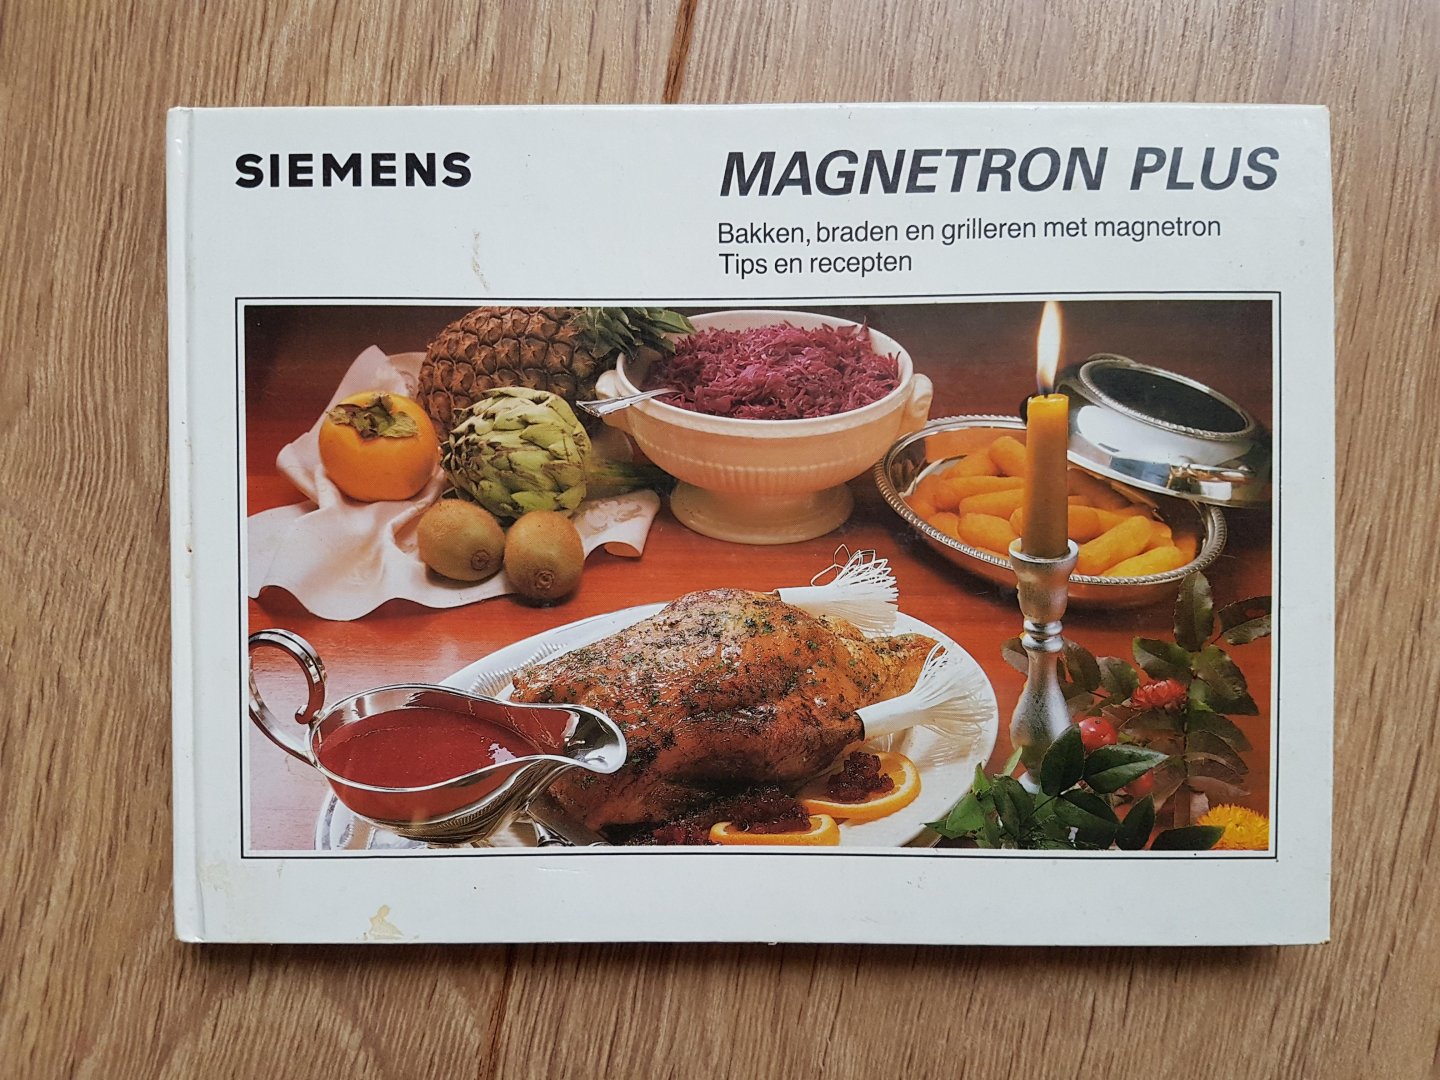 SIEMENS
MAGNETRON PLUS
Bakken, braden en grilleren met magnetron
Tips en recepten